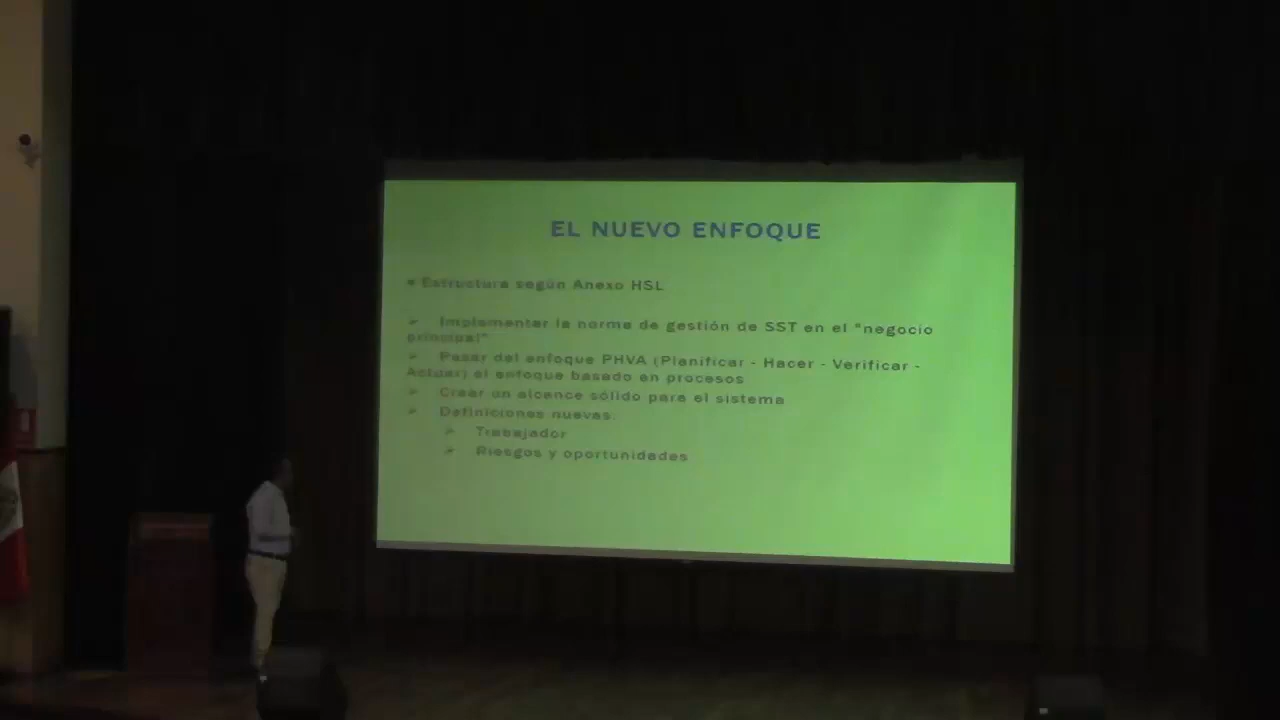 EL NUEVO ENFOQUE
• Estructura según Anexo HSL
➢ Implementar la norma de gestión de SST en el "negocio
principal"
➢ Pasar del enfoque PHVA (Planificar - Hacer - Verificar -
Actuar) al enfoque basado en procesos
➢ Crear un alcance sólido para el sistema
➢ Definiciones nuevas:
➢ Trabajador
➢ Riesgos y oportunidades